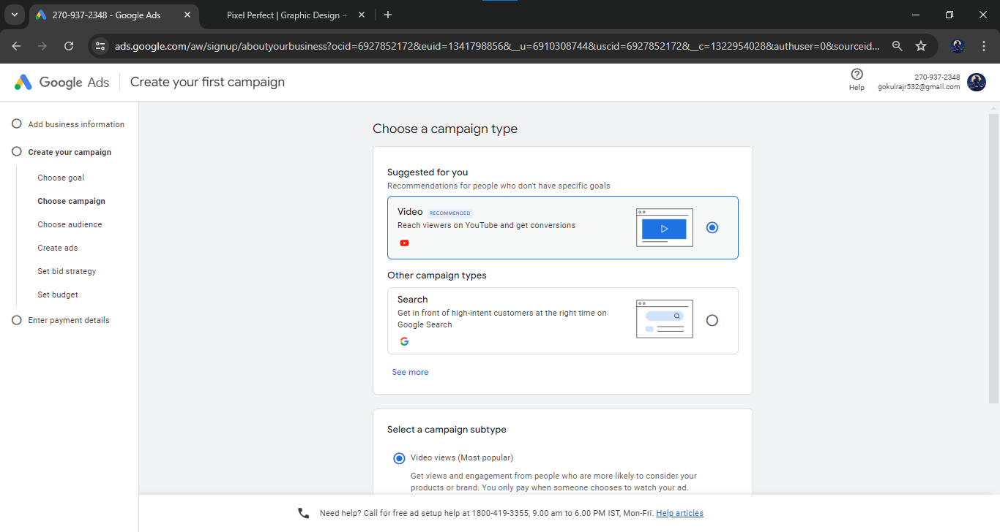 270-937-2348 - Google Ads
Pixel Perfect | Graphic Design +
ads.google.com/aw/signup/aboutyourbusiness?ocid=6927852172&euid=1341798856&__u=6910308744&uscid=6927852172&__c=1322954028&authuser=0&sourceid...
Google Ads
Create your first campaign
Help
270-937-2348
gokulrajr532@gmail.com
Add business information
Create your campaign
Choose goal
Choose campaign
Choose audience
Create ads
Set bid strategy
Set budget
Enter payment details
Choose a campaign type
Suggested for you
Recommendations for people who don't have specific goals
Video RECOMMENDED
Reach viewers on YouTube and get conversions
Other campaign types
Search
Get in front of high-intent customers at the right time on
Google Search
See more
Select a campaign subtype
Video views (Most popular)
Get views and engagement from people who are more likely to consider your
products or brand. You only pay when someone chooses to watch your ad.
Need help? Call for free ad setup help at 1800-419-3355, 9.00 am to 6.00 PM IST, Mon-Fri. Help articles